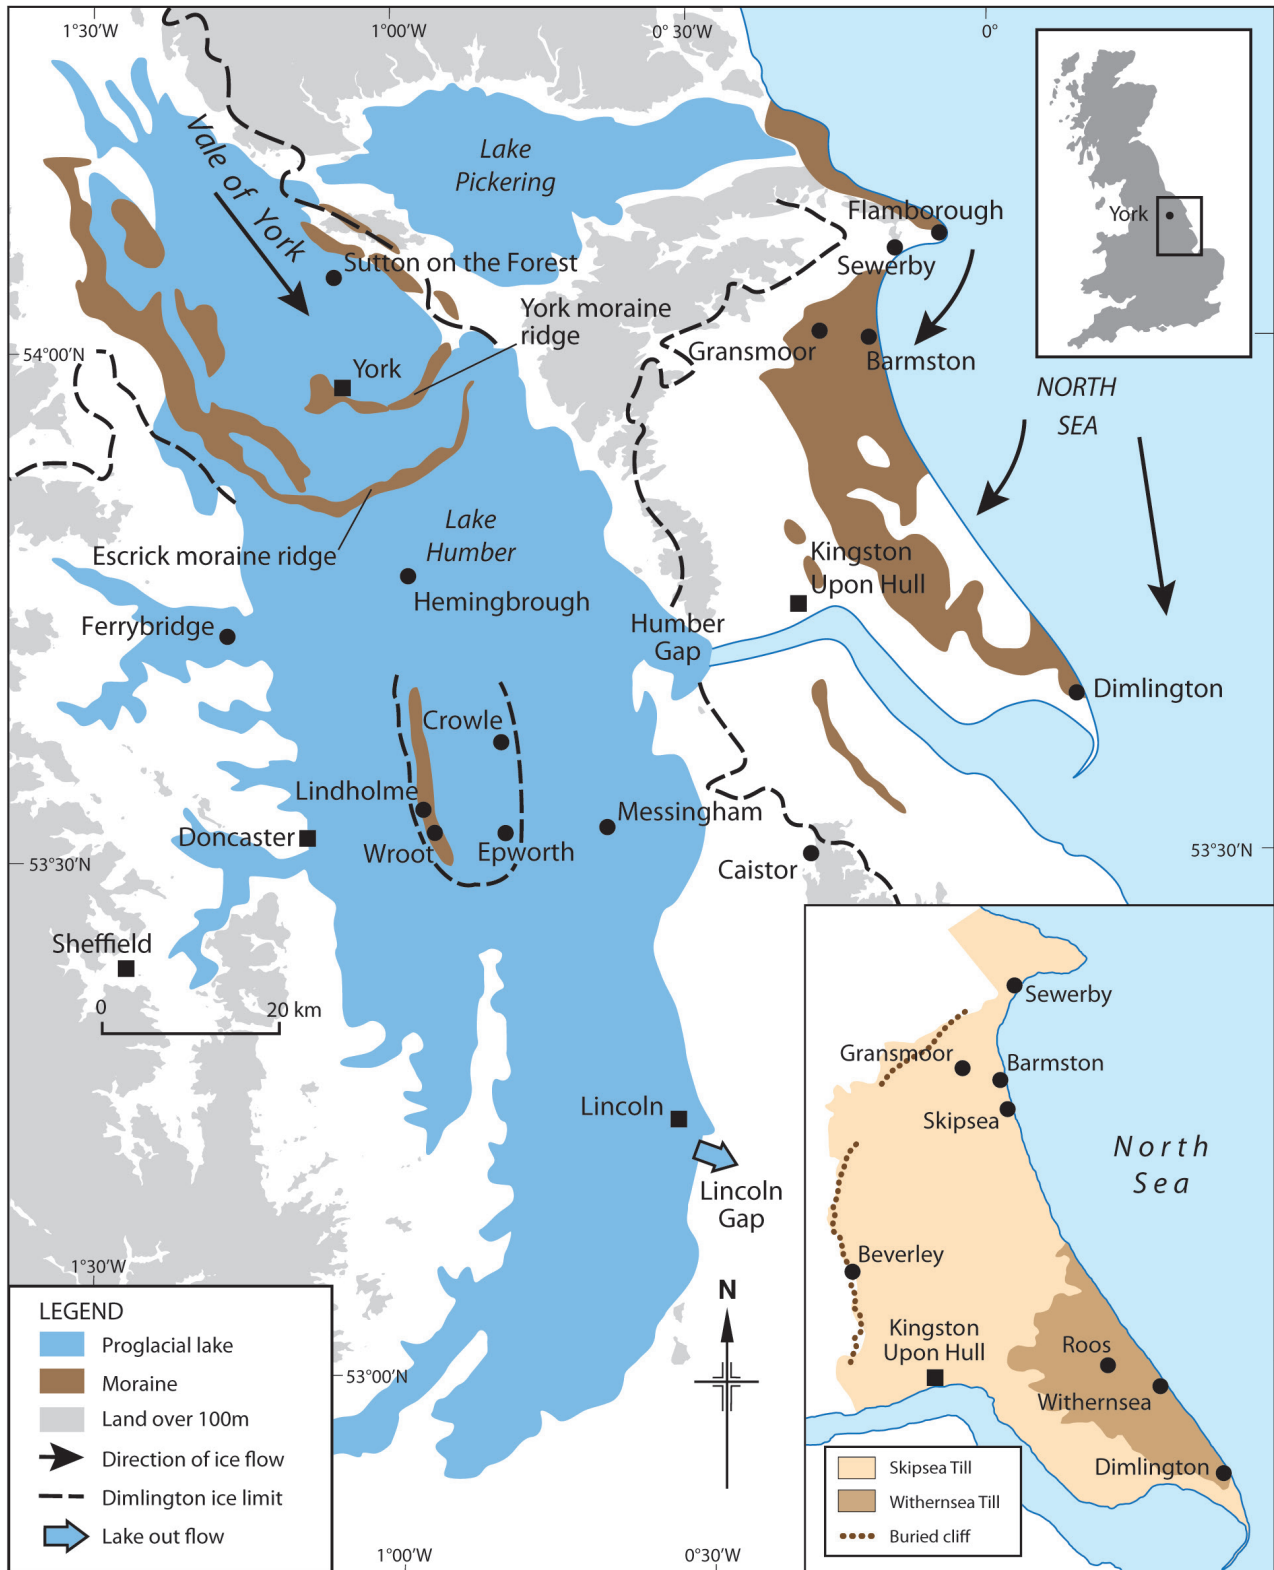 1°30’W
1°00’W
0° 30’W
0°
Vale of York
Lake
Pickering
York
Flamborough
Sewerby
Sutton on the Forest
York moraine
ridge
Gransmoor
Barmston
54°00’N
York
NORTH
SEA
Lake
Humber
Escrick moraine ridge
Kingston
Upon Hull
Hemingbrough
Ferrybridge
Humber
Gap
Dimlington
Crowle
Lindholme
Messingham
Doncaster
Wroot
Epworth
53°30’N
53°30’N
Caistor
Sheffield
0
20 km
Lincoln
Lincoln
Gap
N
1°30’W
53°00’N
1°00’W
0°30’W
LEGEND
Proglacial lake
Moraine
Land over 100m
Direction of ice flow
Dimlington ice limit
Lake out flow
Sewerby
Gransmoor
Barmston
Skipsea
North
Sea
Beverley
Kingston
Upon Hull
Roos
Withernsea
Dimlington
Skipsea Till
Withernsea Till
Buried cliff